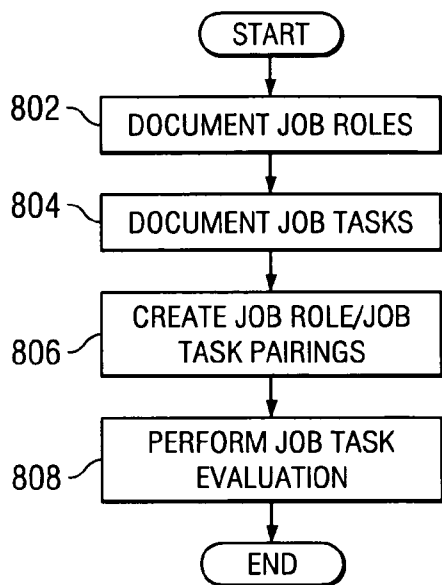 START
802
DOCUMENT JOB ROLES
804
DOCUMENT JOB TASKS
806
CREATE JOB ROLE/JOB
TASK PAIRINGS
808
PERFORM JOB TASK
EVALUATION
END